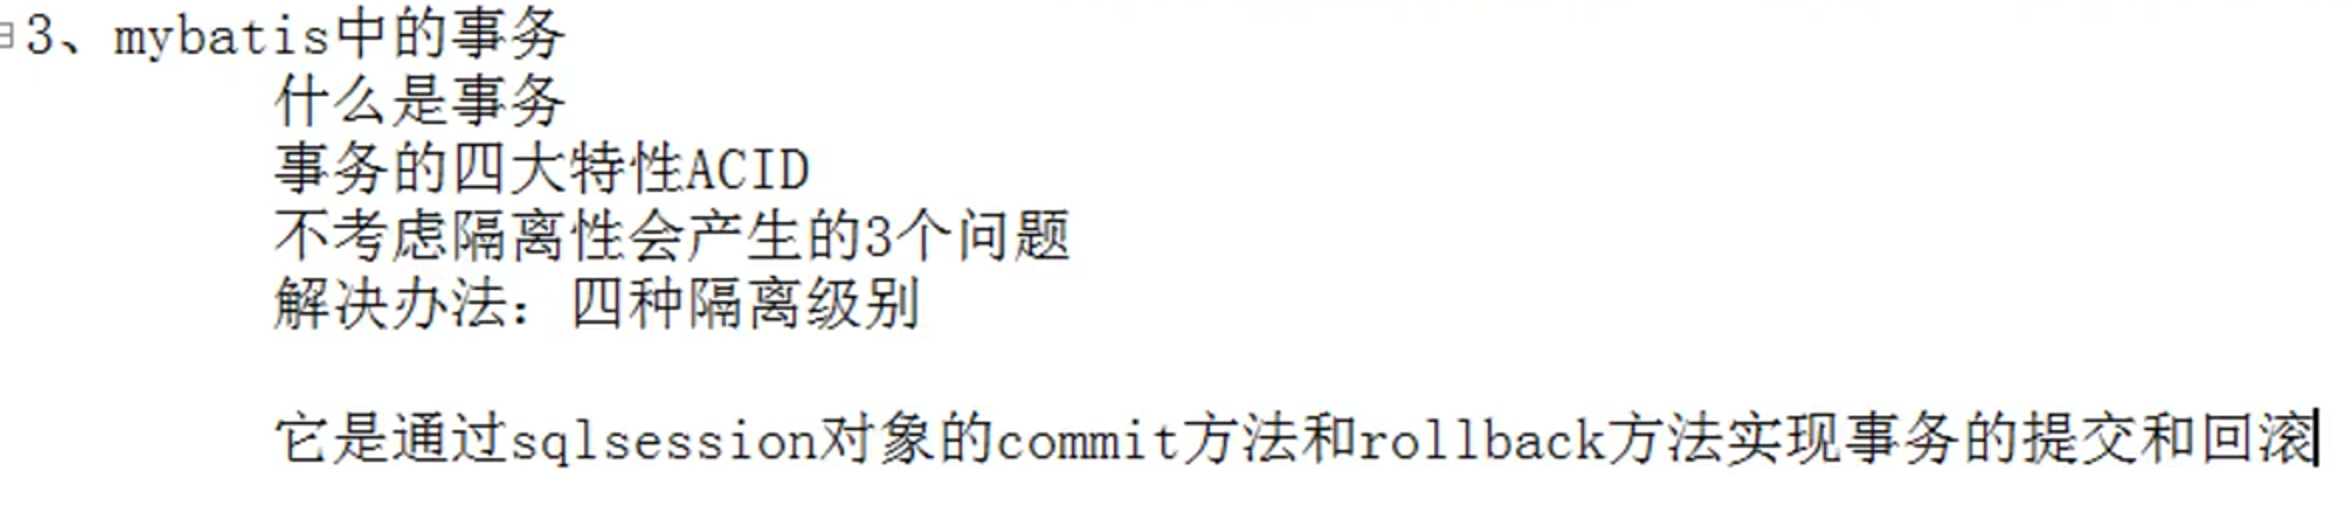 3、mybatis中的事务
什么是事务
事务的四大特性ACID
不考虑隔离性会产生的3个问题
解决办法：四种隔离级别
它是通过sqlsession对象的commit方法和rollback方法实现事务的提交和回滚